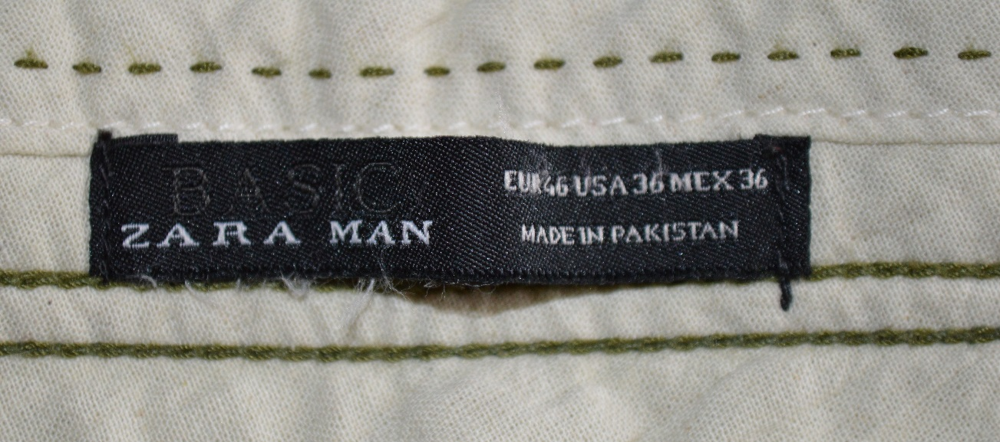 BASIC
ZARA MAN
EUR46 USA 36 MEX 36
MADE IN PAKISTAN